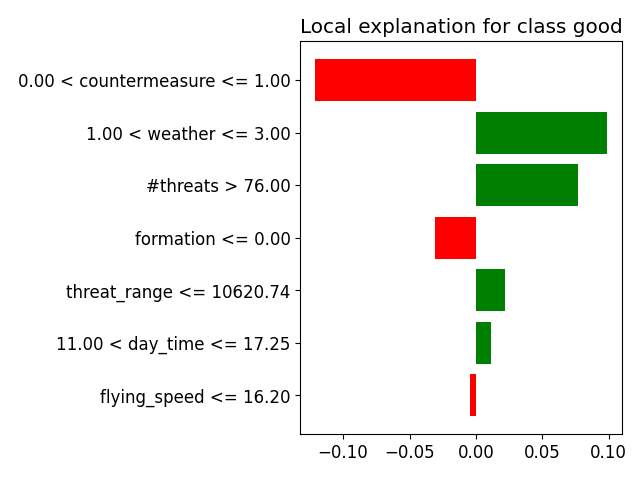 Local explanation for class good
0.00 < countermeasure <= 1.00
1.00 < weather <= 3.00
#threats > 76.00
formation <= 0.00
threat_range <= 10620.74
11.00 < day_time <= 17.25
flying_speed <= 16.20
−0.10 −0.05 0.00 0.05 0.10